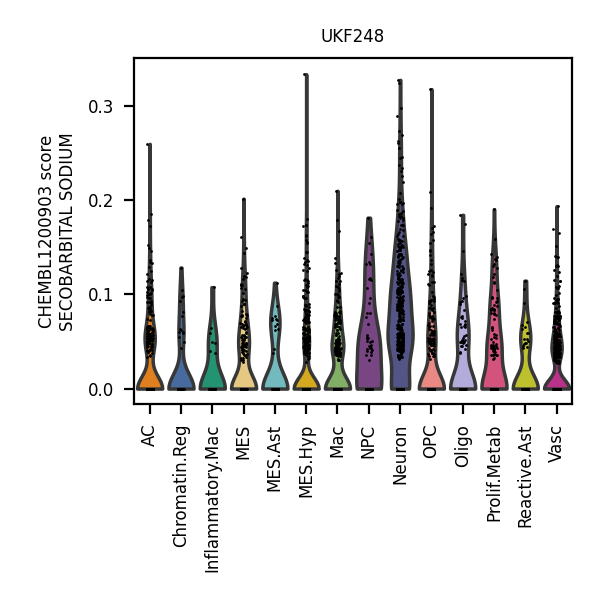 UKF248
CHEMBL1200903 score
SECOBARBITAL SODIUM
0.3
0.2
0.1
0.0
AC
Chromatin.Reg
Inflammatory.Mac
MES
MES.Ast
MES.Hyp
Mac
NPC
Neuron
OPC
Oligo
Prolif.Metab
Reactive.Ast
Vasc